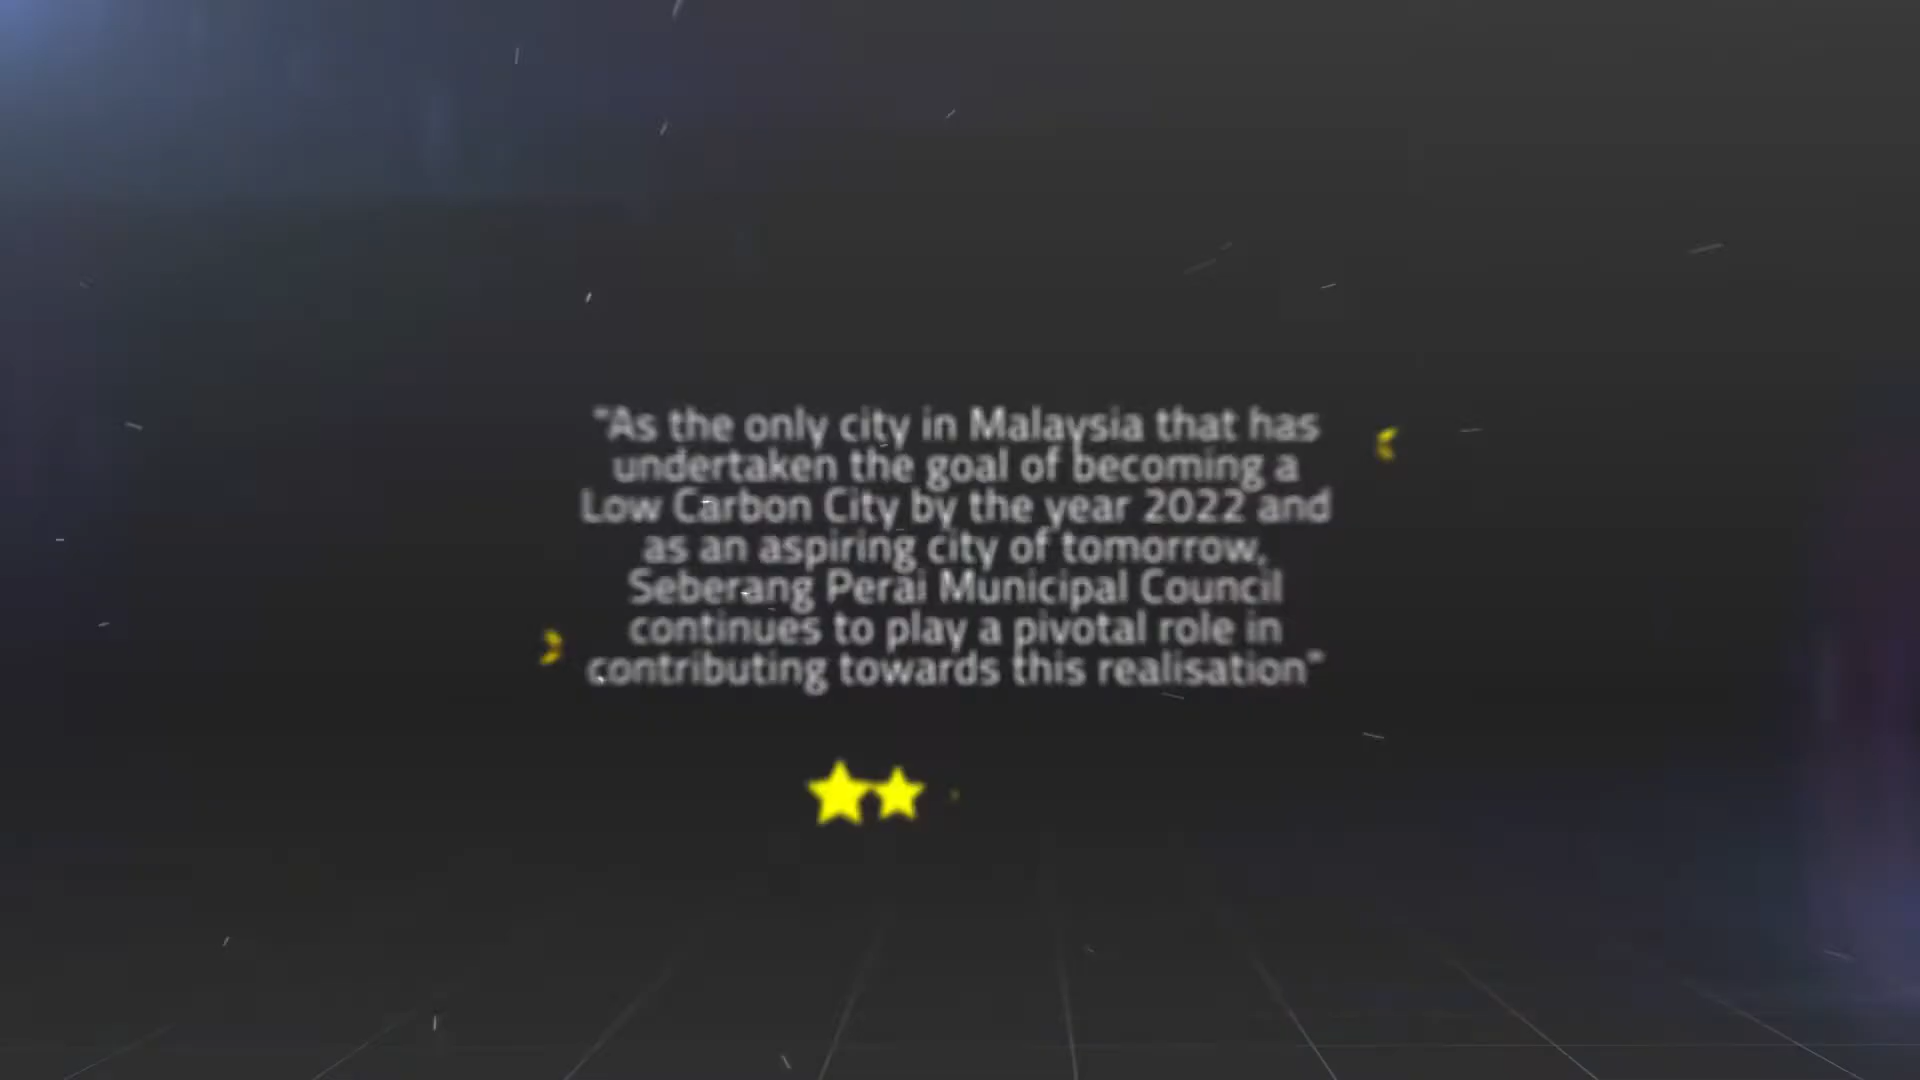 "As the only city in Malaysia that has
undertaken the goal of becoming a
Low Carbon City by the year 2022 and
as an aspiring city of tomorrow,
Seberang Perai Municipal Council
continues to play a pivotal role in
contributing towards this realisation"